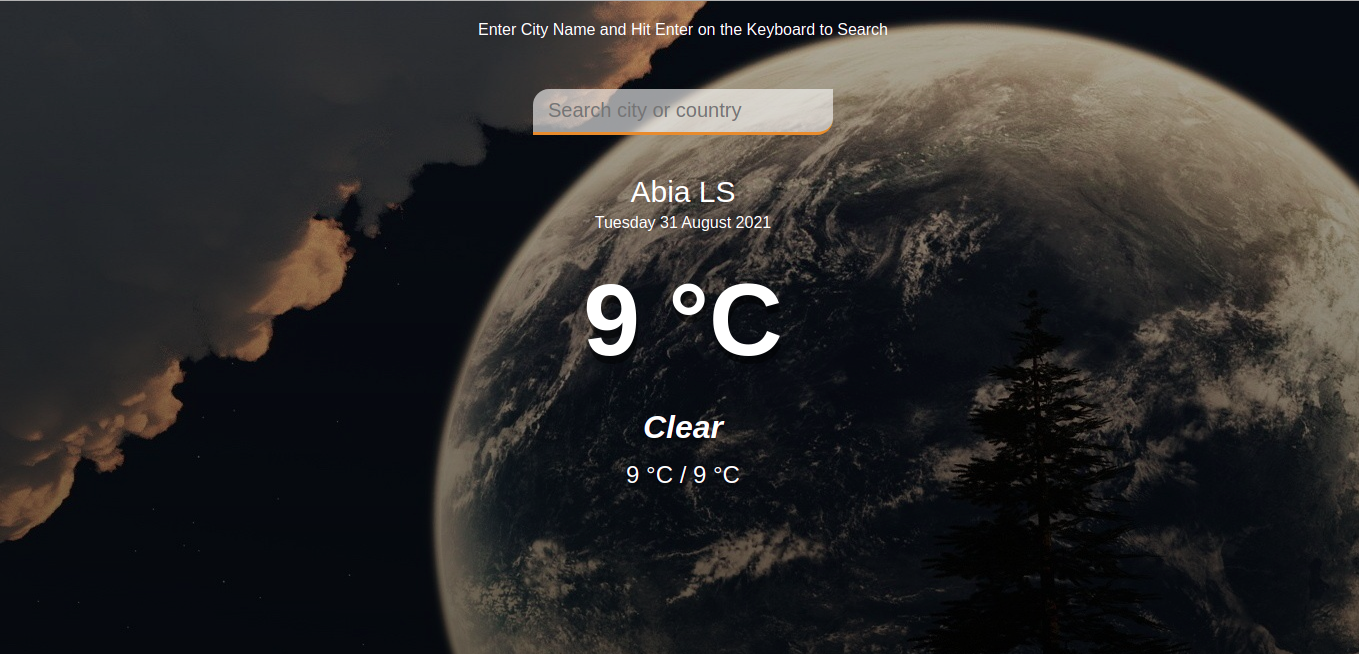 Enter City Name and Hit Enter on the Keyboard to Search
Search city or country
Abia LS
Tuesday 31 August 2021
9 °C
Clear
9 °C / 9 °C